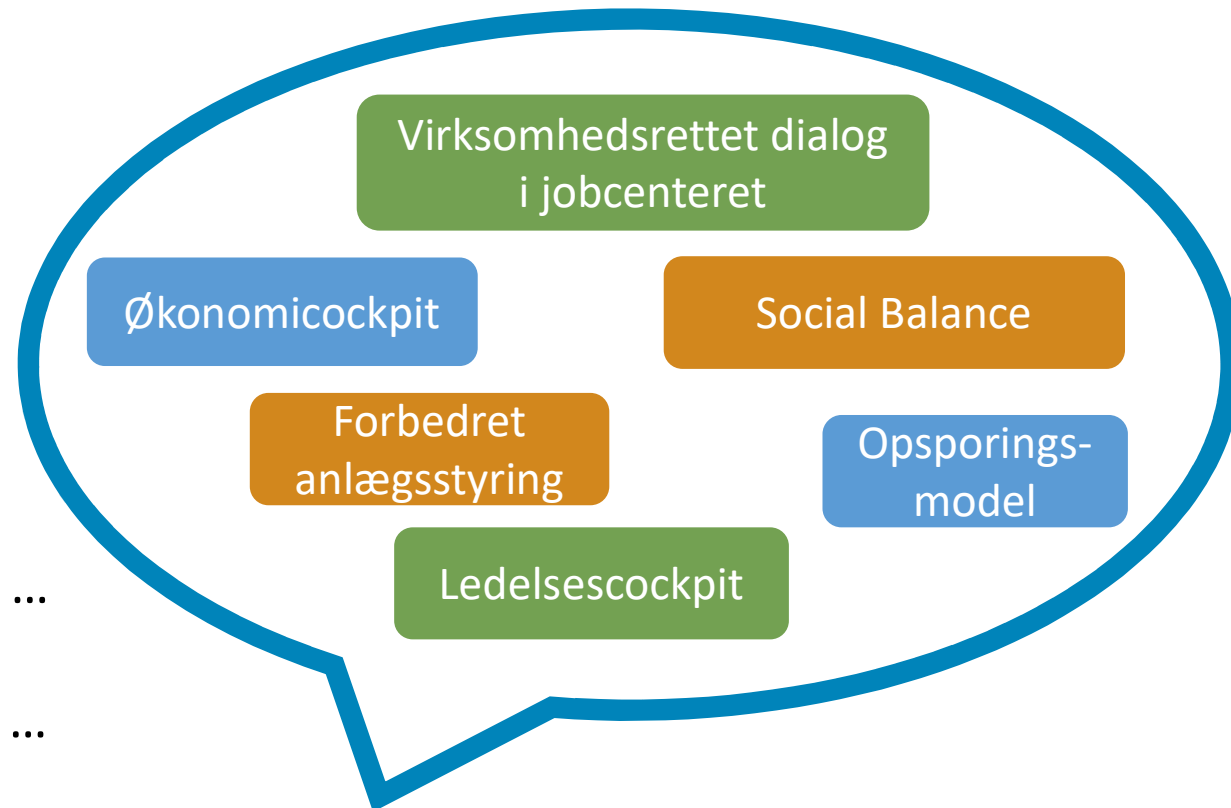 Virksomhedsrettet dialog
i jobcenteret
Økonomicockpit
Social Balance
Forbedret
anlægsstyring
Opsporings-
model
Ledelsescockpit
...
...